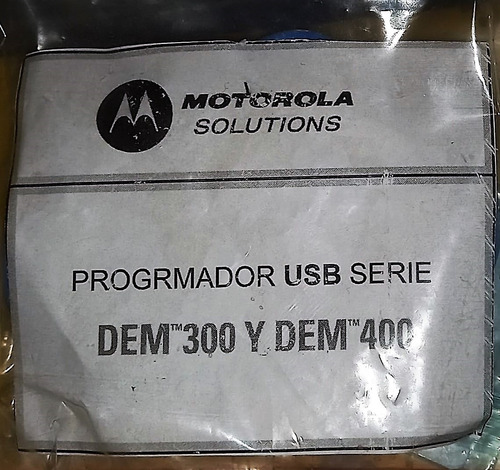 MOTOROLA
SOLUTIONS
PROGRMADOR USB SERIE
DEM™300 Y DEM™400